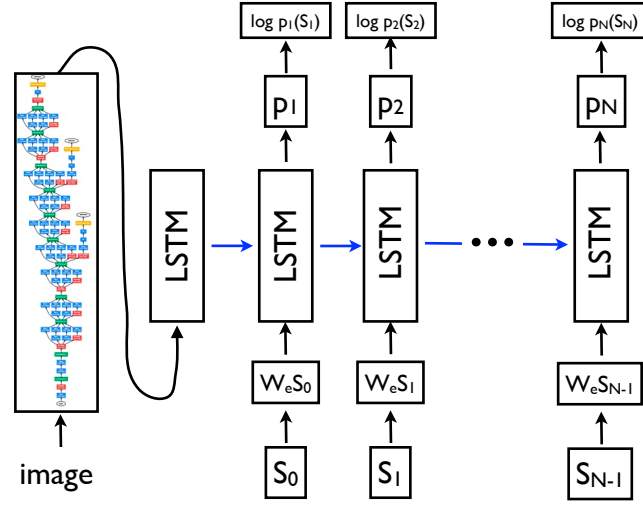 log p1(S1) log p2(S2) log pN(SN)
p1 p2 pN
LSTM LSTM LSTM LSTM
WeS0 WeS1 WeSN-1
image S0 S1 SN-1